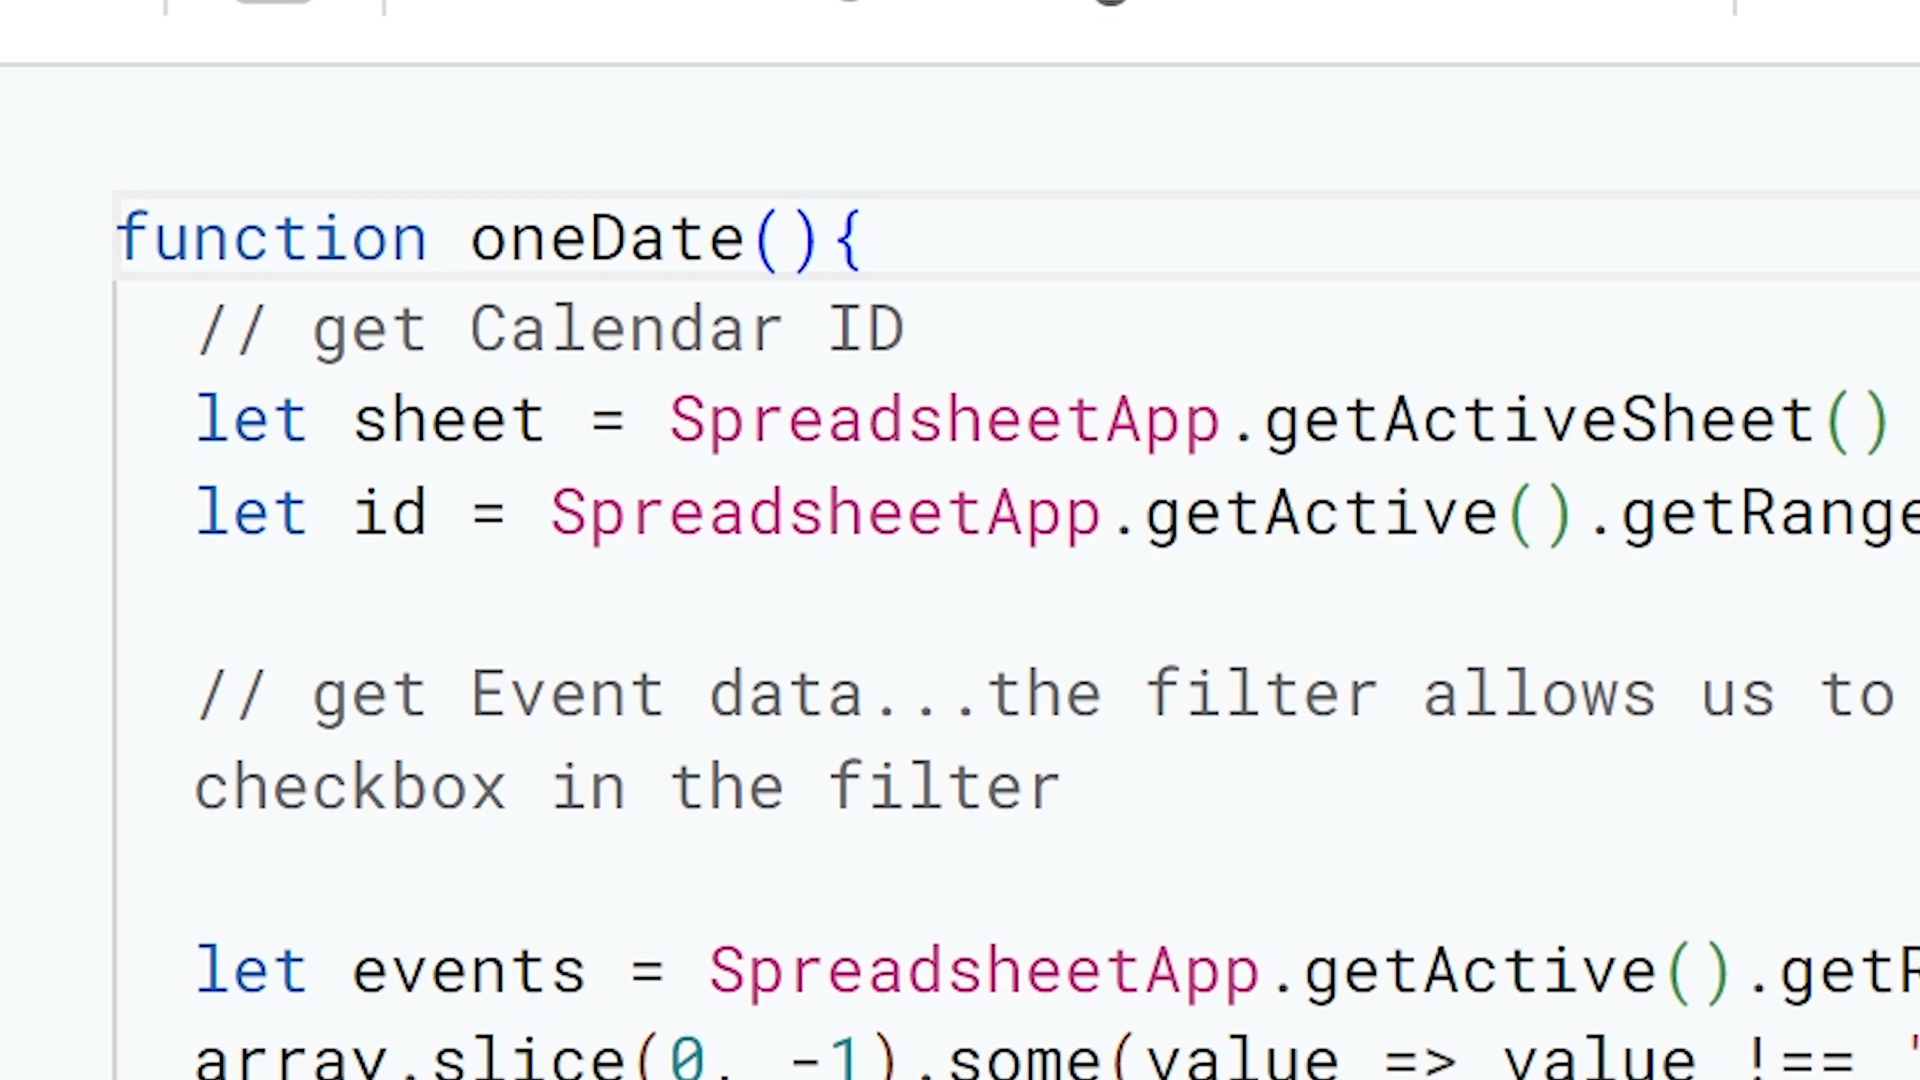 function oneDate(){
// get Calendar ID
let sheet = SpreadsheetApp.getActiveSheet()
let id = SpreadsheetApp.getActive().getRange
// get Event data...the filter allows us to
checkbox in the filter
let events = SpreadsheetApp.getActive().getR
array.slice(0, -1).some(value => value !== '